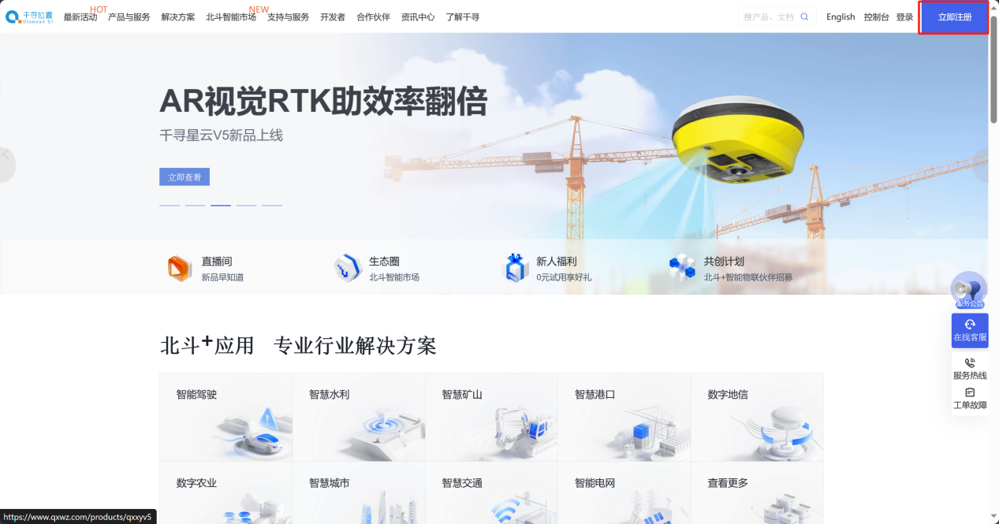 千寻位置
Qianxun SI
最新活动
HOT
产品与服务
解决方案
北斗智能市场
NEW
支持与服务
开发者
合作伙伴
资讯中心
了解千寻
搜产品、文档
English
控制台
登录
立即注册
AR视觉RTK助效率翻倍
千寻星云V5新品上线
立即查看
直播间
新品早知道
生态圈
北斗智能市场
新人福利
0元试用享好礼
共创计划
北斗+智能物联伙伴招募
FREE
服务公告
在线客服
服务热线
工单故障
北斗+应用 专业行业解决方案
智能驾驶
智慧水利
智慧矿山
智慧港口
数字地信
数字农业
智慧城市
智慧交通
智能电网
查看更多
https://www.qxwz.com/products/qxxyv5